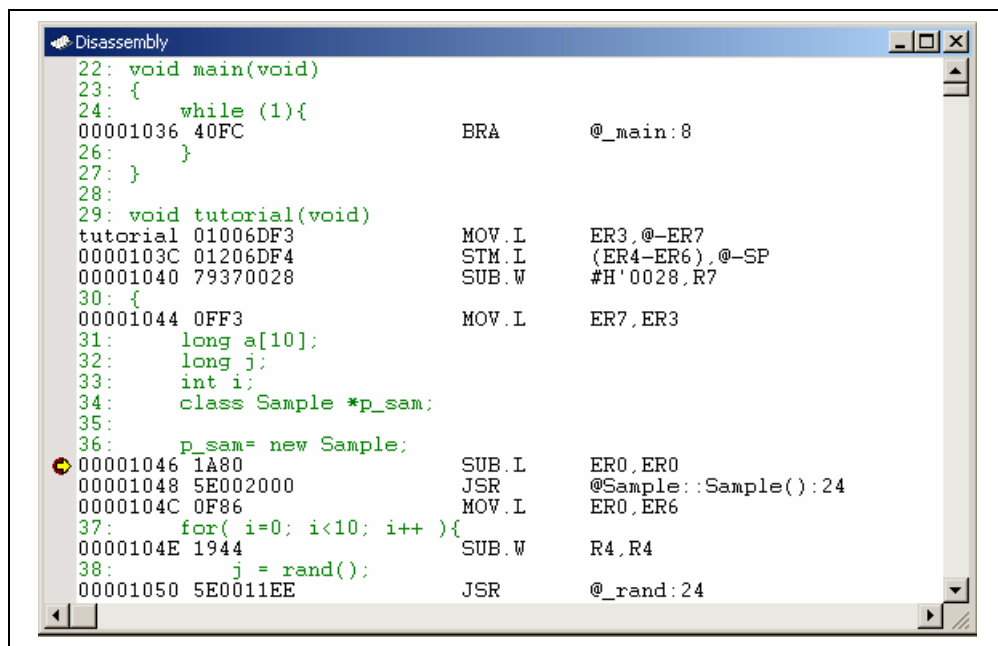 Disassembly
22: void main(void)
23: {
24:     while (1){
00001036 40FC                 BRA      @_main:8
26:     }
27: }
28:
29: void tutorial(void)
tutorial 01006DF3             MOV.L    ER3,@-ER7
0000103C 01206DF4             STM.L    (ER4-ER6),@-SP
00001040 79370028             SUB.W    #H'0028,R7
30: {
00001044 0FF3                 MOV.L    ER7,ER3
31:     long a[10];
32:     long j;
33:     int i;
34:     class Sample *p_sam;
35:
36:     p_sam= new Sample;
00001046 1A80                 SUB.L    ER0,ER0
00001048 5E002000             JSR      @Sample::Sample():24
0000104C 0F86                 MOV.L    ER0,ER6
37:     for( i=0; i<10; i++ ){
0000104E 1944                 SUB.W    R4,R4
38:         j = rand();
00001050 5E0011EE             JSR      @_rand:24